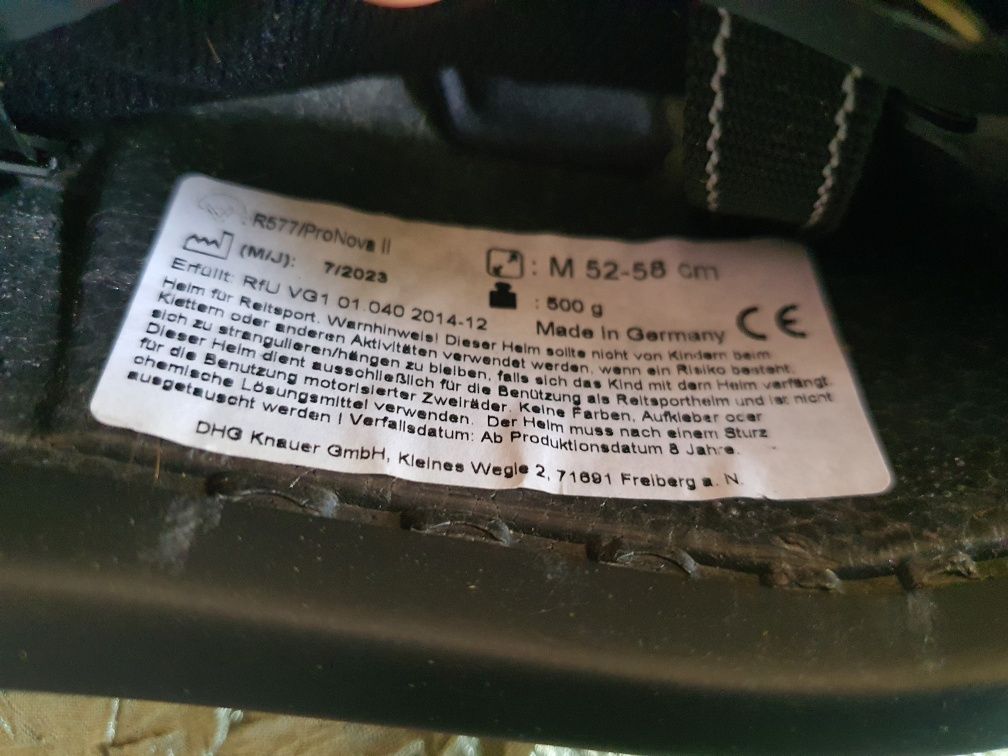 : R577/ProNova II
(M/J): 7/2023
: M 52-58 cm
: 500 g
Erfüllt: RfU VG1 01.040 2014-12
Made in Germany CE
Helm für Reitsport. Warnhinweis! Dieser Helm sollte nicht von Kindern beim
Klettern oder anderen Aktivitäten verwendet werden, wenn ein Risiko besteht,
sich zu strangulieren/hängen zu bleiben, falls sich das Kind mit dem Helm verfängt.
Dieser Helm dient ausschließlich für die Benützung als Reitsporthelm und ist nicht
für die Benutzung motorisierter Zweiräder. Keine Farben, Aufkleber oder
chemische Lösungsmittel verwenden. Der Helm muss nach einem Sturz
ausgetauscht werden | Verfallsdatum: Ab Produktionsdatum 8 Jahre.
DHG Knauer GmbH, Kleines Wegle 2, 71691 Freiberg a. N.